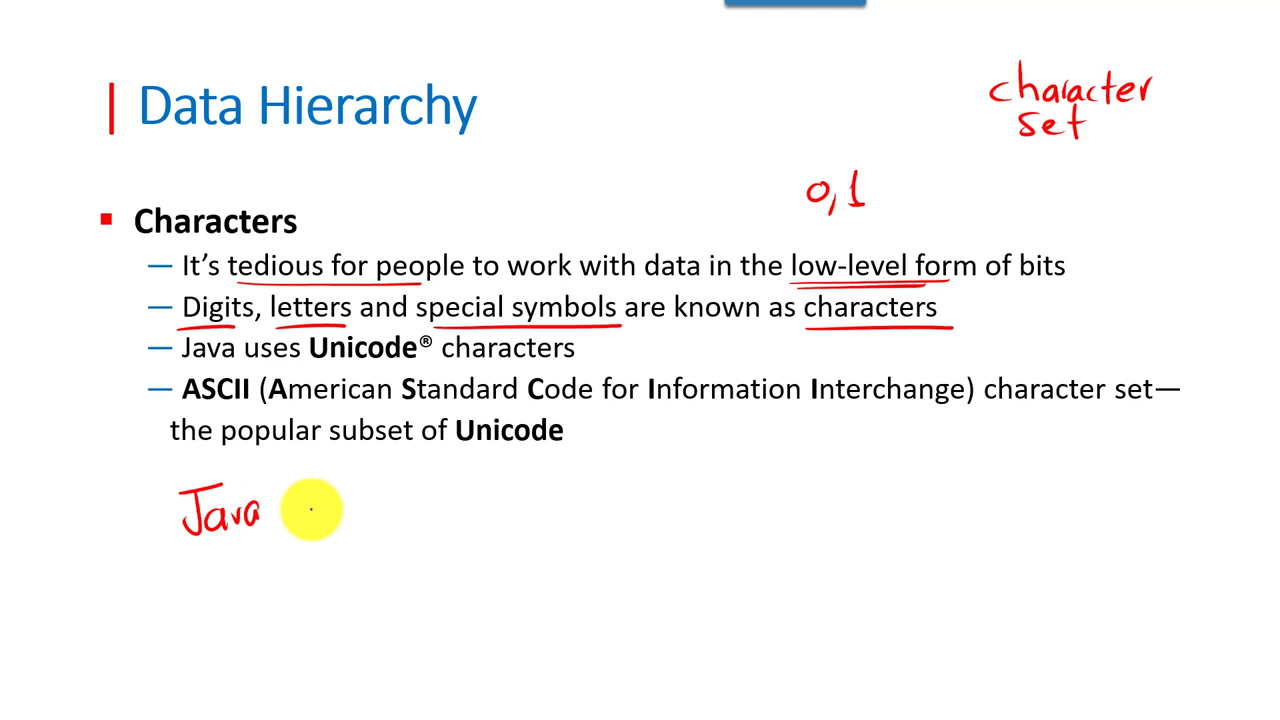 character
set
| Data Hierarchy
0,1
▪ Characters
— It's tedious for people to work with data in the low-level form of bits
— Digits, letters and special symbols are known as characters
— Java uses Unicode® characters
— ASCII (American Standard Code for Information Interchange) character set—
the popular subset of Unicode
Java